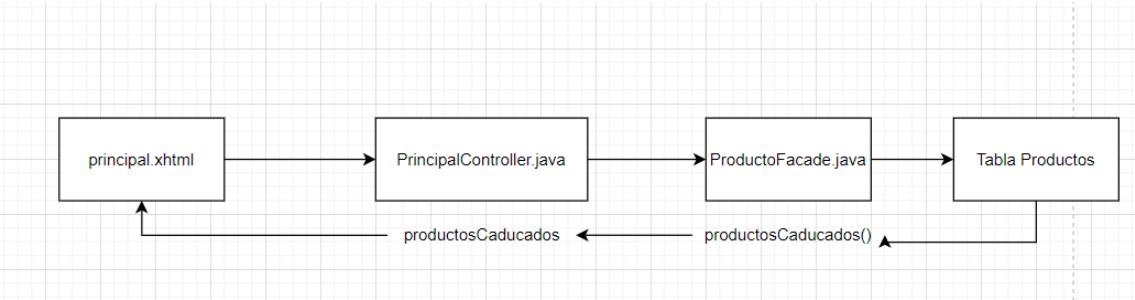 principal.xhtml
PrincipalController.java
ProductoFacade.java
Tabla Productos
productosCaducados
productosCaducados()